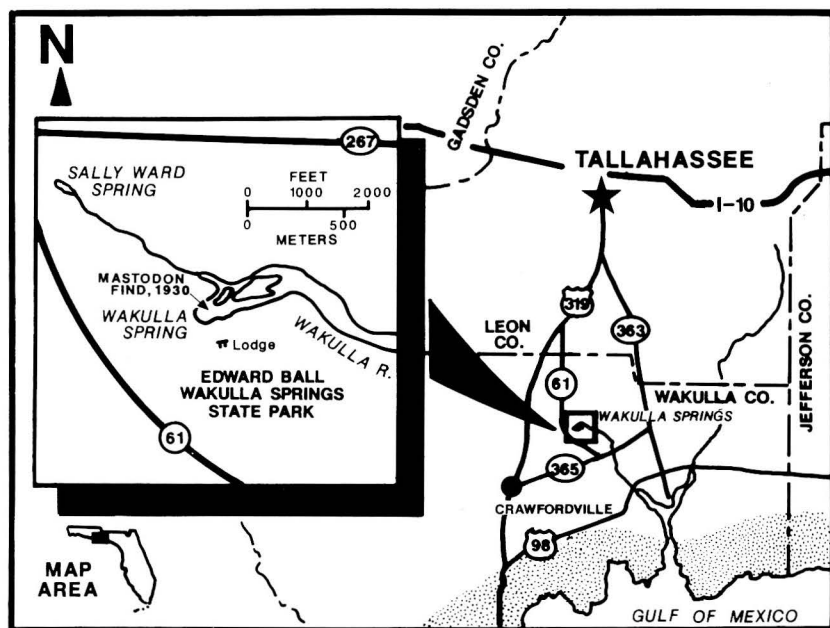 N
GADSDEN CO.
267
TALLAHASSEE
SALLY WARD
SPRING
FEET
0 1000 2000
0 500
METERS
I-10
MASTODON
FIND, 1930
WAKULLA
SPRING
WAKULLA R.
Lodge
EDWARD BALL
WAKULLA SPRINGS
STATE PARK
61
319
363
LEON
CO.
JEFFERSON CO.
61
WAKULLA CO.
WAKULLA SPRINGS
365
CRAWFORDVILLE
98
MAP
AREA
GULF OF MEXICO